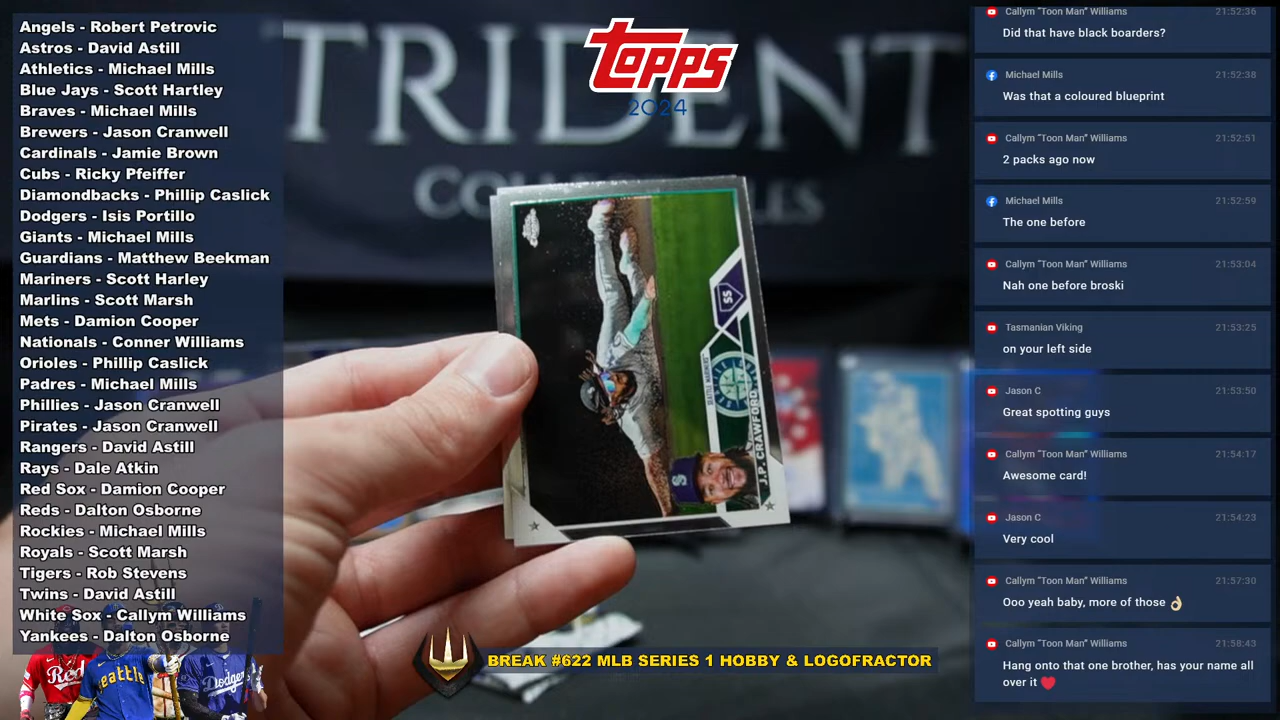 Angels - Robert Petrovic
Astros - David Astill
Athletics - Michael Mills
Blue Jays - Scott Hartley
Braves - Michael Mills
Brewers - Jason Cranwell
Cardinals - Jamie Brown
Cubs - Ricky Pfeiffer
Diamondbacks - Phillip Caslick
Dodgers - Isis Portillo
Giants - Michael Mills
Guardians - Matthew Beekman
Mariners - Scott Harley
Marlins - Scott Marsh
Mets - Damion Cooper
Nationals - Conner Williams
Orioles - Phillip Caslick
Padres - Michael Mills
Phillies - Jason Cranwell
Pirates - Jason Cranwell
Rangers - David Astill
Rays - Dale Atkin
Red Sox - Damion Cooper
Reds - Dalton Osborne
Rockies - Michael Mills
Royals - Scott Marsh
Tigers - Rob Stevens
Twins - David Astill
White Sox - Callym Williams
Yankees - Dalton Osborne
Reds
Seattle
Dodgers
TRIDENT
topps
2024
SS
SEATTLE MARINERS
J.P. CRAWFORD
S
BREAK #622 MLB SERIES 1 HOBBY & LOGOFRACTOR
Callym "Toon Man" Williams 21:52:36
Did that have black boarders?
Michael Mills 21:52:38
Was that a coloured blueprint
Callym "Toon Man" Williams 21:52:51
2 packs ago now
Michael Mills 21:52:59
The one before
Callym "Toon Man" Williams 21:53:04
Nah one before broski
Tasmanian Viking 21:53:25
on your left side
Jason C 21:53:50
Great spotting guys
Callym "Toon Man" Williams 21:54:17
Awesome card!
Jason C 21:54:23
Very cool
Callym "Toon Man" Williams 21:57:30
Ooo yeah baby, more of those 👌🏻
Callym "Toon Man" Williams 21:58:43
Hang onto that one brother, has your name all
over it ❤️